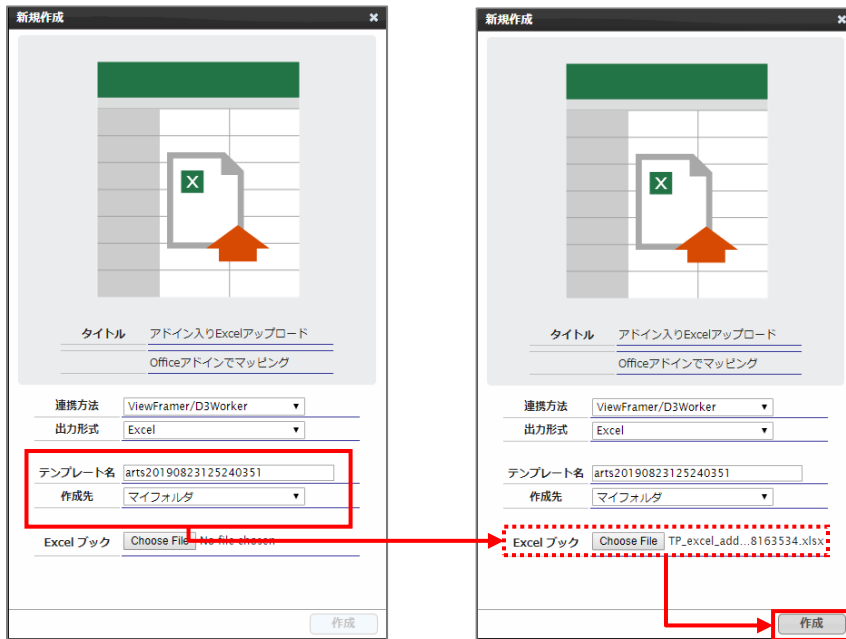 新規作成 ×
タイトル アドイン入りExcelアップロード
Officeアドインでマッピング
連携方法 ViewFramer/D3Worker
出力形式 Excel
テンプレート名 arts20190823125240351
作成先 マイフォルダ
Excel ブック Choose File No file chosen
作成
新規作成 ×
タイトル アドイン入りExcelアップロード
Officeアドインでマッピング
連携方法 ViewFramer/D3Worker
出力形式 Excel
テンプレート名 arts20190823125240351
作成先 マイフォルダ
Excel ブック Choose File TP_excel_add...8163534.xlsx
作成